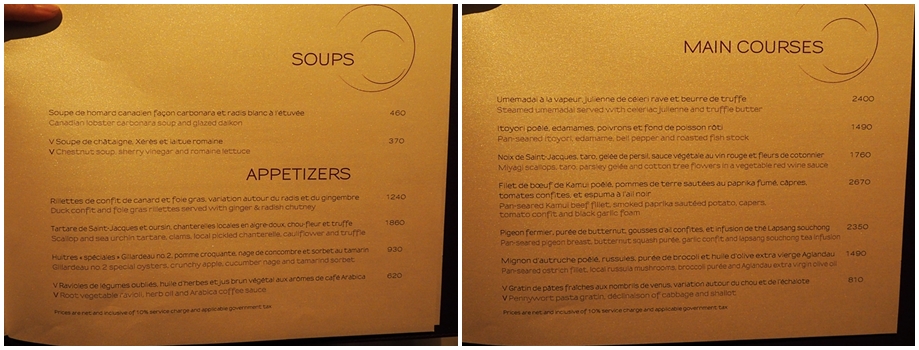 SOUPS
Soupe de homard canadien façon carbonara et radis blanc à l'étuvée 460
Canadian lobster carbonara soup and glazed daikon
V Soupe de châtaigne, Xérès et laitue romaine 370
V Chestnut soup, sherry vinegar and romaine lettuce
APPETIZERS
Rillettes de confit de canard et foie gras, variation autour du radis et du gingembre 1240
Duck confit and foie gras rillettes served with ginger & radish chutney
Tartare de Saint-Jacques et oursin, chanterelles locales en aigre-doux, chou-fleur et truffe 1880
Scallop and sea urchin tartare, clams, local pickled chanterelle, cauliflower and truffle
Huîtres « spéciales » Gillardeau no 2, pomme croquante, nage de concombre et sorbet au tamarin 930
Gillardeau no 2 special oysters, crunchy apple, cucumber nage and tamarind sorbet
V Ravioles de légumes oubliés, huile d'herbes et jus brun végétal aux arômes de café Arabica 620
V Root vegetable ravioli, herb oil and Arabica coffee sauce
Prices are net and inclusive of 10% service charge and applicable government tax
MAIN COURSES
Umemadaï à la vapeur, julienne de céleri rave et beurre de truffe 2400
Steamed umemadai served with celeriac julienne and truffle butter
Itoyori poêlé, edamames, poivrons et fond de poisson rôti 1490
Pan-seared itoyori, edamame, bell pepper and roasted fish stock
Noix de Saint-Jacques, taro, gelée de persil, sauce végétale au vin rouge et fleurs de cotonnier 1760
Miyagi scallops, taro, parsley gelée and cotton tree flowers in a vegetable red wine sauce
Filet de bœuf de Kamui poêlé, pommes de terre sautées au paprika fumé, câpres, 2670
tomates confites, et espuma à l'ail noir
Pan-seared Kamui beef fillet, smoked paprika sautéed potato, capers,
tomato confit and black garlic foam
Pigeon fermier, purée de butternut, gousses d'ail confites, et infusion de thé Lapsang souchong 2350
Pan-seared pigeon breast, butternut squash purée, garlic confit and lapsang souchong tea infusion
Mignon d'autruche poêlé, russules, purée de brocoli et huile d'olive extra vierge Aglandau 1490
Pan-seared ostrich fillet, local russula mushrooms, broccoli purée and Aglandau extra virgin olive oil
V Gratin de pâtes fraîches aux nombrils de venus, variation autour du chou et de l'échalote 810
V Pennywort pasta gratin, déclinaison of cabbage and shallot
Prices are net and inclusive of 10% service charge and applicable government tax